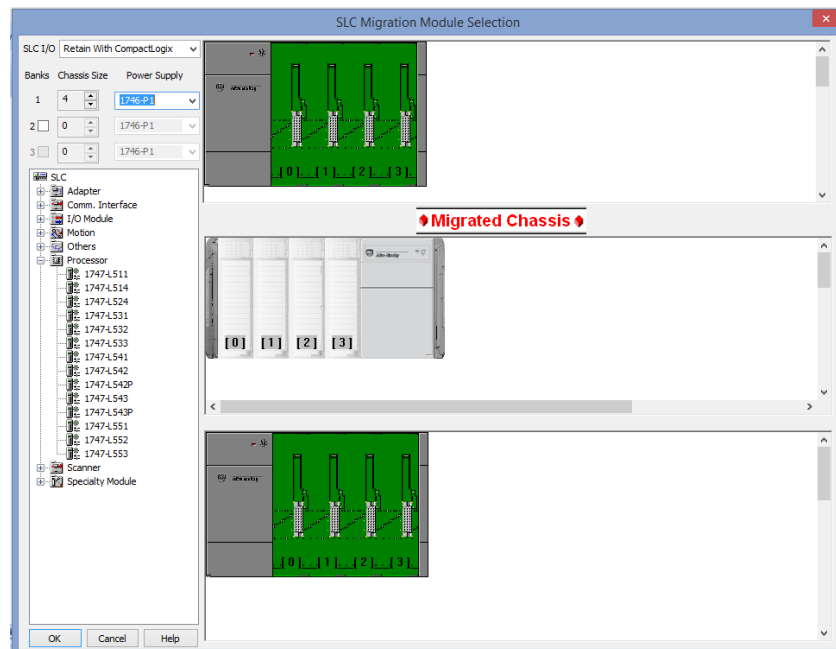 SLC Migration Module Selection
SLC I/O Retain With CompactLogix
Banks Chassis Size Power Supply
1 4 1746-P1
2 0 1746-P1
3 0 1746-P1
SLC
Adapter
Comm. Interface
I/O Module
Motion
Others
Processor
1747-L511
1747-L514
1747-L524
1747-L531
1747-L532
1747-L533
1747-L541
1747-L542
1747-L542P
1747-L543
1747-L543P
1747-L551
1747-L552
1747-L553
Scanner
Specialty Module
OK Cancel Help
[0] [1] [2] [3]
Migrated Chassis
[0] [1] [2] [3]
[0] [1] [2] [3]